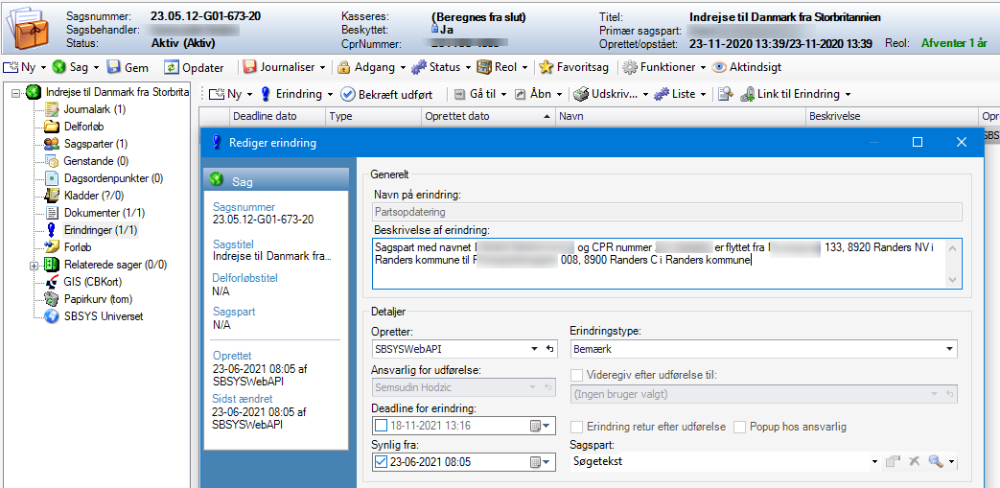 Sagsnummer: 23.05.12-G01-673-20 Kasseres: (Beregnes fra slut) Titel: Indrejse til Danmark fra Storbritannien
Sagsbehandler: Beskyttet: Ja Primær sagspart:
Status: Aktiv (Aktiv) CprNummer: Oprettet/opstået: 23-11-2020 13:39/23-11-2020 13:39 Reol: Afventer 1 år
Ny Sag Gem Opdater Journaliser Adgang Status Reol Favoritsag Funktioner Aktindsigt
Indrejse til Danmark fra Storbrita
Journalark (1)
Delforløb
Sagsparter (1)
Genstande (0)
Dagsordenpunkter (0)
Kladder (?/0)
Dokumenter (1/1)
Erindringer (1/1)
Forløb
Relaterede sager (0/0)
GIS (CBKort)
Papirkurv (tom)
SBSYS Universet
Ny Erindring Bekræft udført Gå til Åbn Udskriv... Liste Link til Erindring
Deadline dato Type Oprettet dato Navn Beskrivelse Opr
SBS
Rediger erindring
Sag
Sagsnummer
23.05.12-G01-673-20
Sagstitel
Indrejse til Danmark fra...
Delforløbstitel
N/A
Sagspart
N/A
Oprettet
23-06-2021 08:05 af
SBSYSWebAPI
Sidst ændret
23-06-2021 08:05 af
SBSYSWebAPI
Generelt
Navn på erindring:
Partsopdatering
Beskrivelse af erindring:
Sagspart med navnet og CPR nummer er flyttet fra 133, 8920 Randers NV i
Randers kommune til 008, 8900 Randers C i Randers kommune
Detaljer
Opretter: Erindringstype:
SBSYSWebAPI Bemærk
Ansvarlig for udførelse: Videregiv efter udførelse til:
Semsudin Hodzic (Ingen bruger valgt)
Deadline for erindring:
18-11-2021 13:16 Erindring retur efter udførelse Popup hos ansvarlig
Synlig fra: Sagspart:
23-06-2021 08:05 Søgetekst